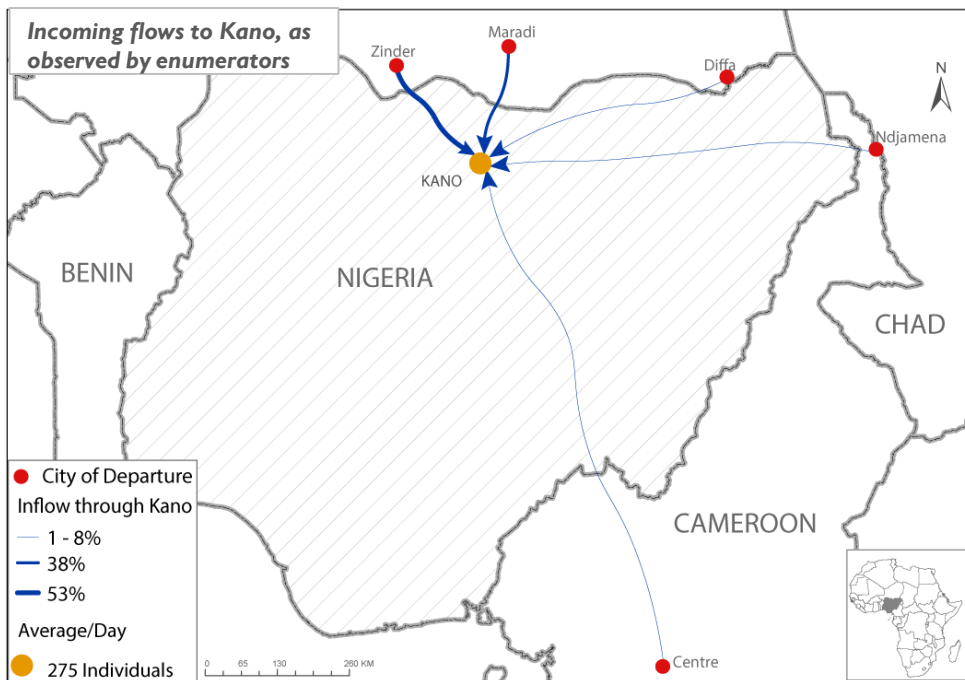 Incoming flows to Kano, as
observed by enumerators
Zinder
Maradi
Diffa
N
Ndjamena
KANO
BENIN
NIGERIA
CHAD
CAMEROON
City of Departure
Inflow through Kano
1 - 8%
38%
53%
Average/Day
275 Individuals
0 65 130 260 KM
Centre